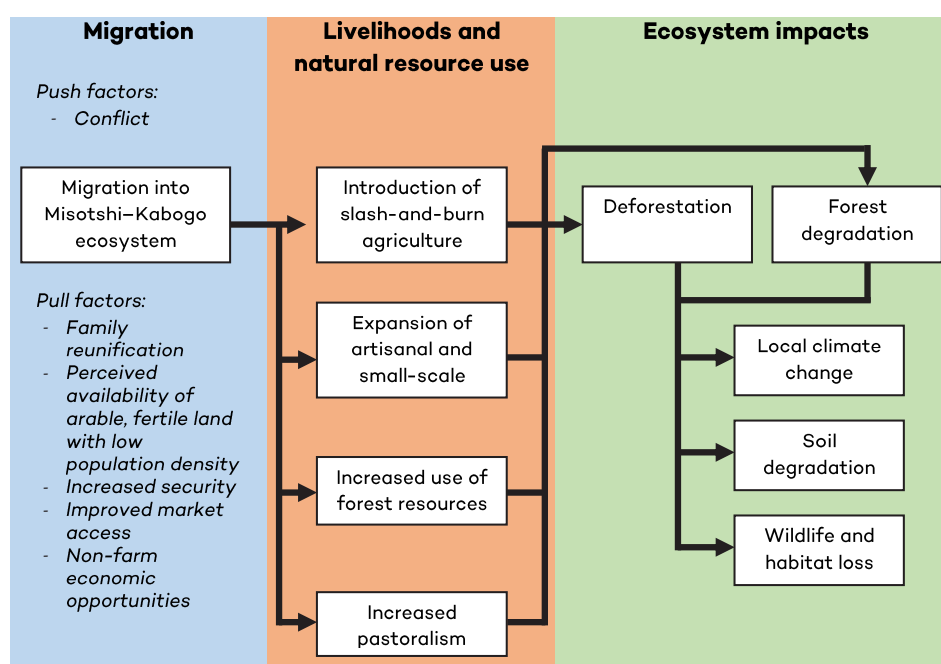 Migration
Push factors:
- Conflict
Migration into
Misotshi–Kabogo
ecosystem
Pull factors:
- Family
reunification
- Perceived
availability of
arable, fertile land
with low
population density
- Increased security
- Improved market
access
- Non-farm
economic
opportunities
Livelihoods and
natural resource use
Introduction of
slash-and-burn
agriculture
Expansion of
artisanal and
small-scale
Increased use of
forest resources
Increased
pastoralism
Ecosystem impacts
Deforestation
Forest
degradation
Local climate
change
Soil
degradation
Wildlife and
habitat loss